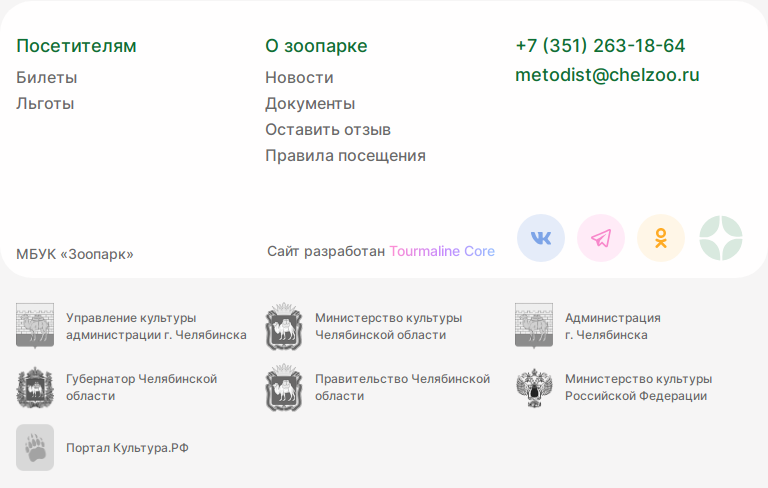 Посетителям
Билеты
Льготы
О зоопарке
Новости
Документы
Оставить отзыв
Правила посещения
+7 (351) 263-18-64
metodist@chelzoo.ru
МБУК «Зоопарк»
Сайт разработан Tourmaline Core
Управление культуры
администрации г. Челябинска
Министерство культуры
Челябинской области
Администрация
г. Челябинска
Губернатор Челябинской
области
Правительство Челябинской
области
Министерство культуры
Российской Федерации
Портал Культура.РФ